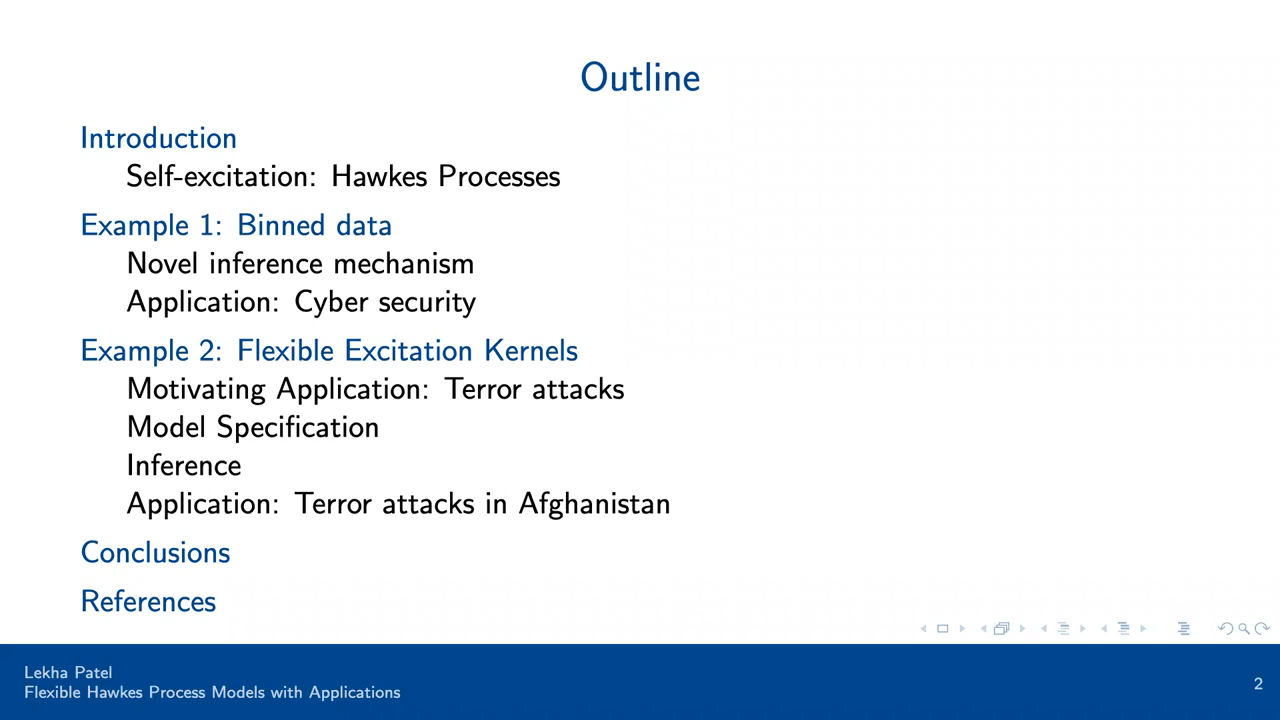 Outline
Introduction
Self-excitation: Hawkes Processes
Example 1: Binned data
Novel inference mechanism
Application: Cyber security
Example 2: Flexible Excitation Kernels
Motivating Application: Terror attacks
Model Specification
Inference
Application: Terror attacks in Afghanistan
Conclusions
References
Lekha Patel
Flexible Hawkes Process Models with Applications
2